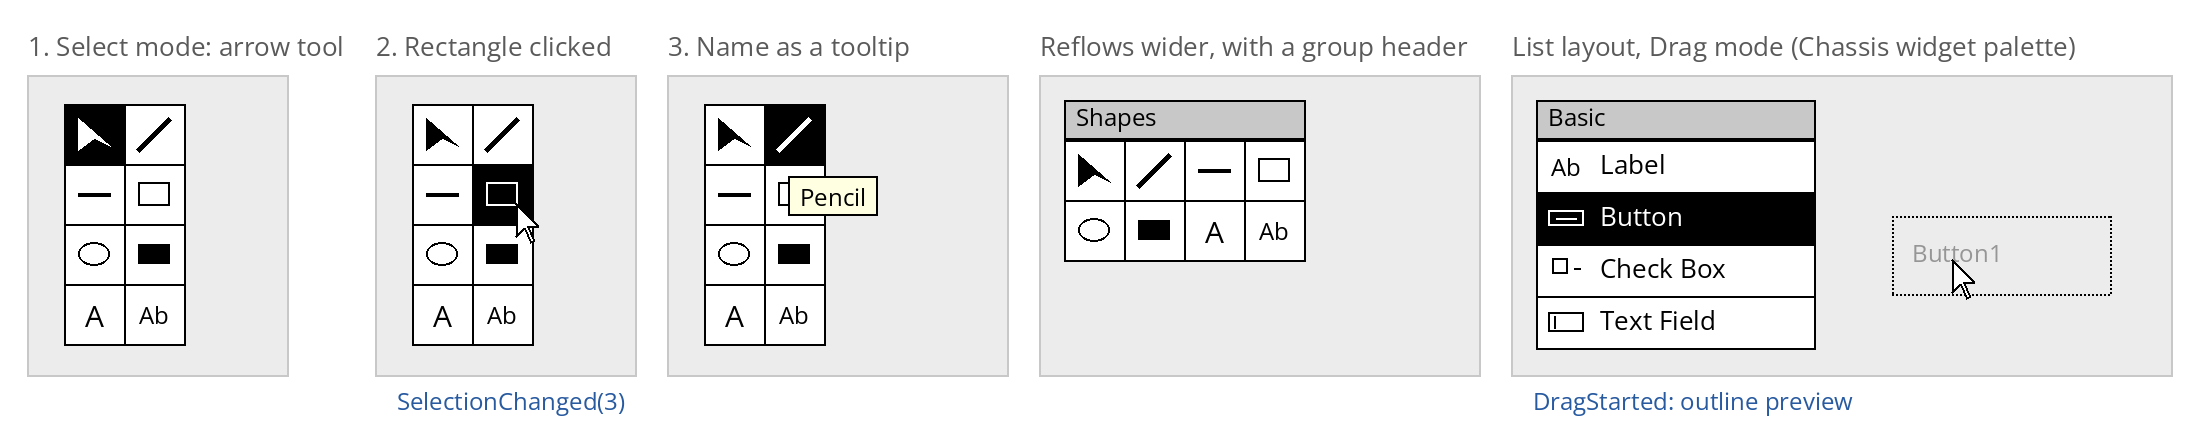 1. Select mode: arrow tool
A Ab
2. Rectangle clicked
A Ab
SelectionChanged(3)
3. Name as a tooltip
Pencil
A Ab
Reflows wider, with a group header
Shapes
A Ab
List layout, Drag mode (Chassis widget palette)
Basic
Ab Label
Button
Check Box
Text Field
Button1
DragStarted: outline preview